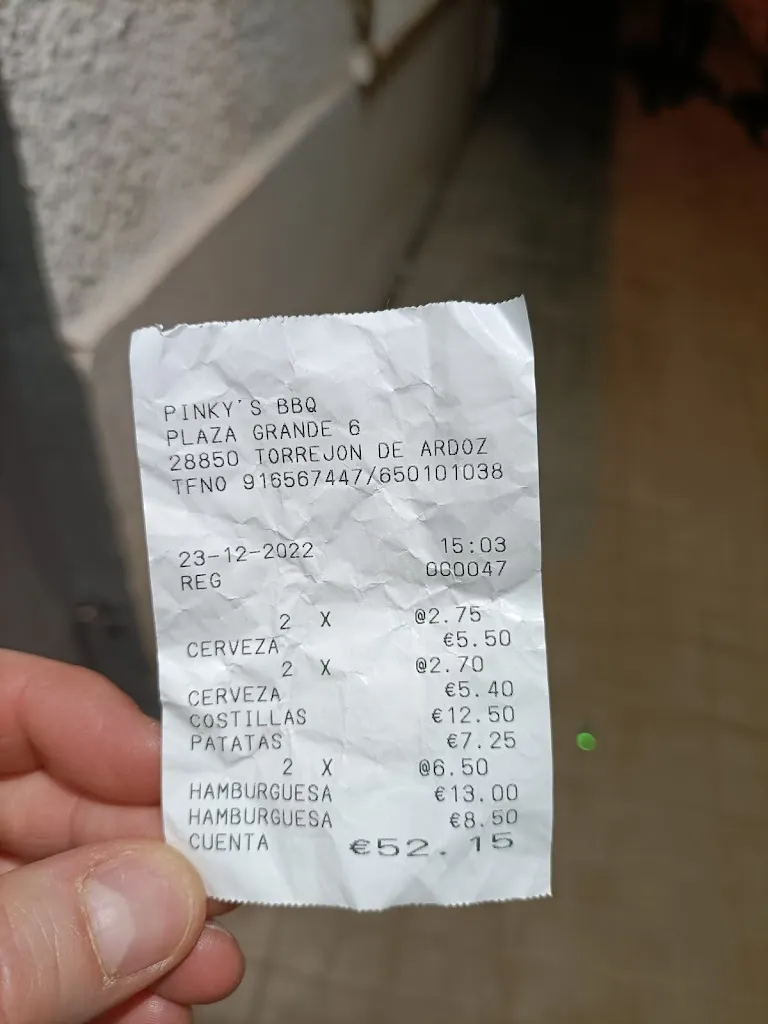 PINKY'S BBQ
PLAZA GRANDE 6
28850 TORREJON DE ARDOZ
TFNO 916567447/650101038
23-12-2022 15:03
REG 000047
2 X @2.75
CERVEZA €5.50
2 X @2.70
CERVEZA €5.40
COSTILLAS €12.50
PATATAS €7.25
2 X @6.50
HAMBURGUESA €13.00
HAMBURGUESA €8.50
CUENTA €52.15